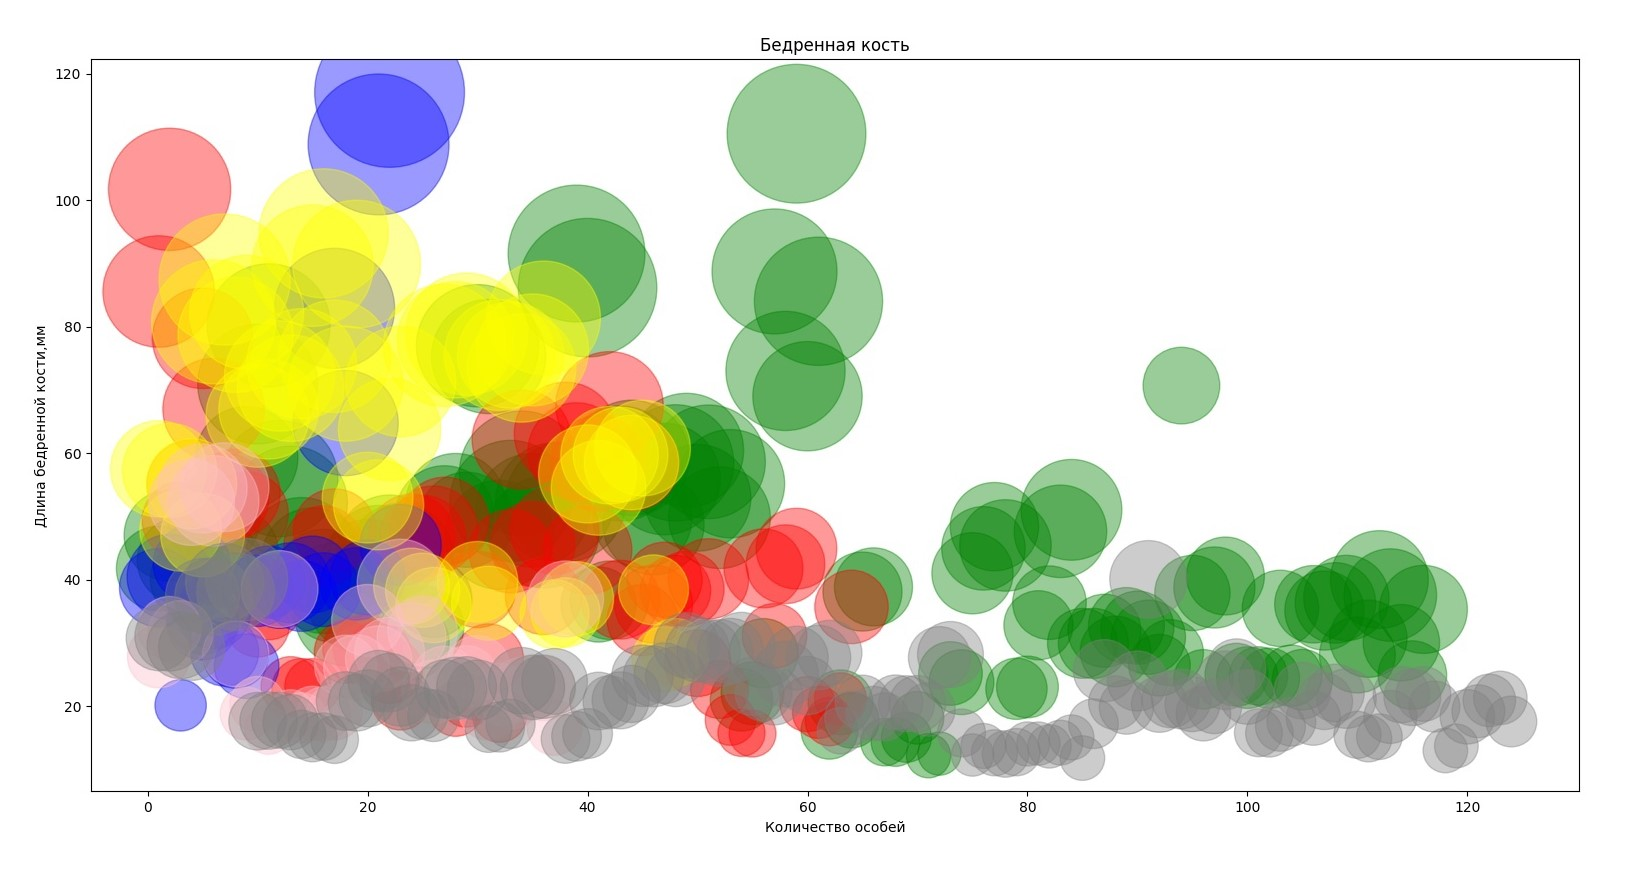 Бедренная кость
120
100
80
60
40
20
Длина бедренной кости,мм
0 20 40 60 80 100 120
Количество особей